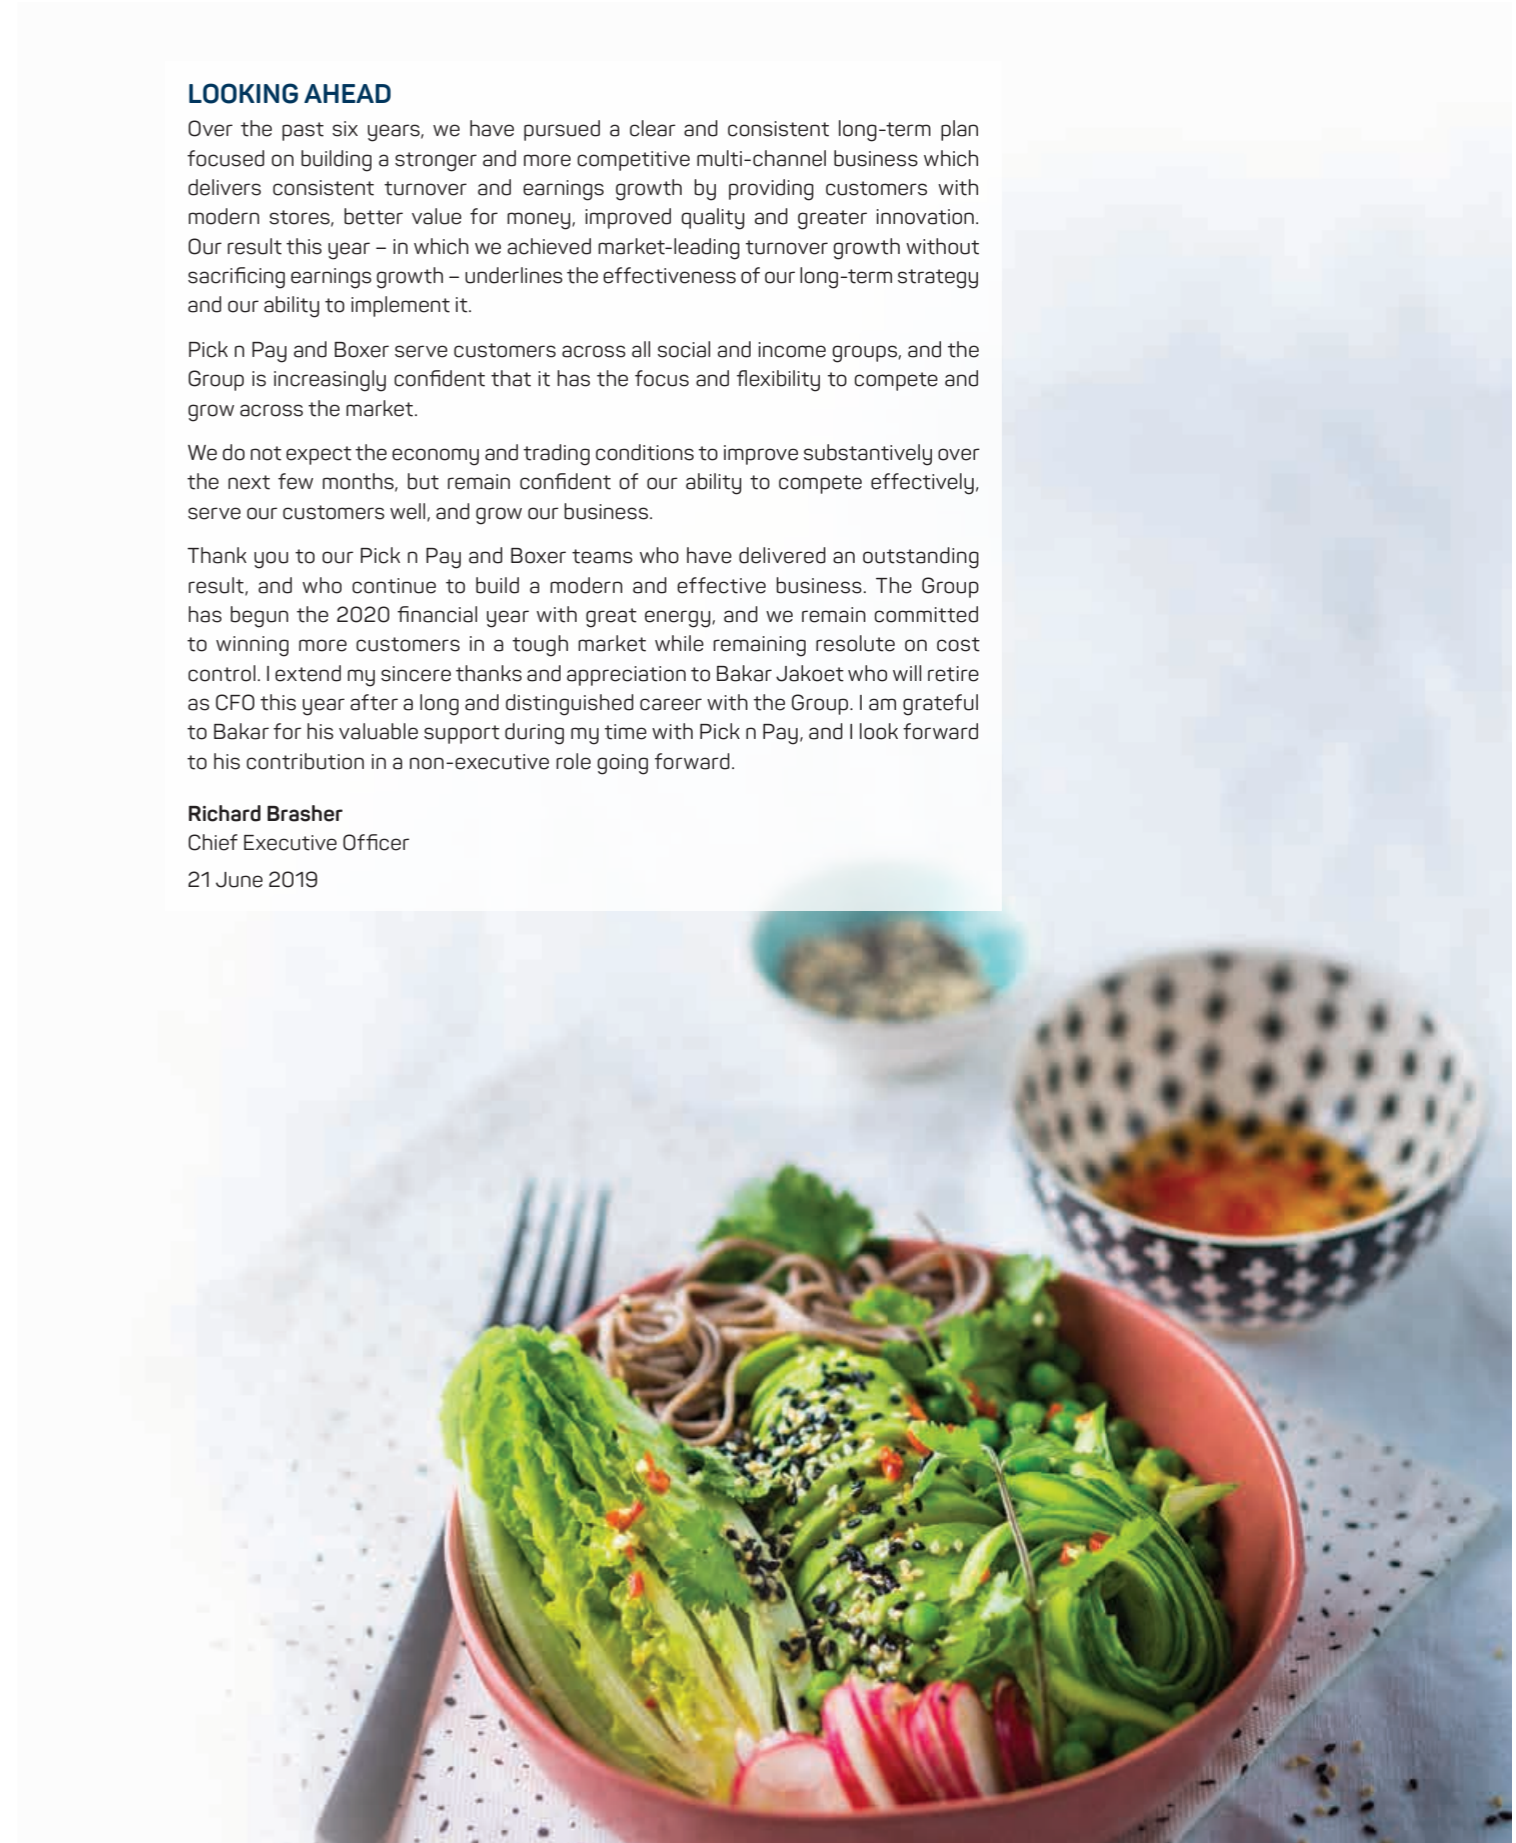 LOOKING AHEAD
Over the past six years, we have pursued a clear and consistent long-term plan
focused on building a stronger and more competitive multi-channel business which
delivers consistent turnover and earnings growth by providing customers with
modern stores, better value for money, improved quality and greater innovation.
Our result this year – in which we achieved market-leading turnover growth without
sacrificing earnings growth – underlines the effectiveness of our long-term strategy
and our ability to implement it.
Pick n Pay and Boxer serve customers across all social and income groups, and the
Group is increasingly confident that it has the focus and flexibility to compete and
grow across the market.
We do not expect the economy and trading conditions to improve substantively over
the next few months, but remain confident of our ability to compete effectively,
serve our customers well, and grow our business.
Thank you to our Pick n Pay and Boxer teams who have delivered an outstanding
result, and who continue to build a modern and effective business. The Group
has begun the 2020 financial year with great energy, and we remain committed
to winning more customers in a tough market while remaining resolute on cost
control. I extend my sincere thanks and appreciation to Bakar Jakoet who will retire
as CFO this year after a long and distinguished career with the Group. I am grateful
to Bakar for his valuable support during my time with Pick n Pay, and I look forward
to his contribution in a non-executive role going forward.
Richard Brasher
Chief Executive Officer
21 June 2019